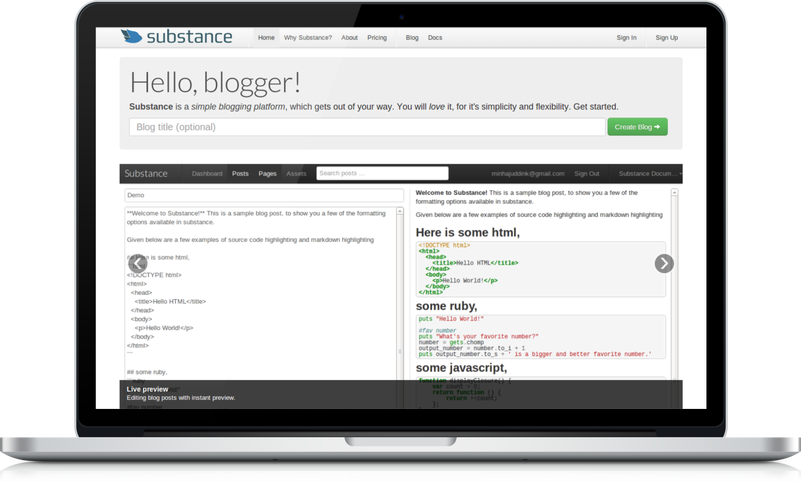 substance Home Why Substance? About Pricing Blog Docs Sign In Sign Up
Hello, blogger!
Substance is a simple blogging platform, which gets out of your way. You will love it, for it's simplicity and flexibility. Get started.
Blog title (optional) Create Blog
Substance Dashboard Posts Pages Assets Search posts ... minhajuddink@gmail.com Sign Out Substance Docum...
Demo
**Welcome to Substance!** This is a sample blog post, to show you a few of the formatting
options available in substance.
Given below are a few examples of source code highlighting and markdown highlighting
is some html,
<!DOCTYPE html>
<html>
<head>
<title>Hello HTML</title>
</head>
<body>
<p>Hello World!</p>
</body>
</html>
## some ruby,
Welcome to Substance! This is a sample blog post, to show you a few of the
formatting options available in substance.
Given below are a few examples of source code highlighting and markdown highlighting
Here is some html,
<!DOCTYPE html>
<html>
<head>
<title>Hello HTML</title>
</head>
<body>
<p>Hello World!</p>
</body>
</html>
some ruby,
puts "Hello World!"
#fav number
puts "What's your favorite number?"
number = gets.chomp
output_number = number.to_i + 1
puts output_number.to_s + ' is a bigger and better favorite number.'
some javascript,
function displayClosure() {
var count = 0;
return function () {
return ++count;
};
Live preview
Editing blog posts with instant preview.